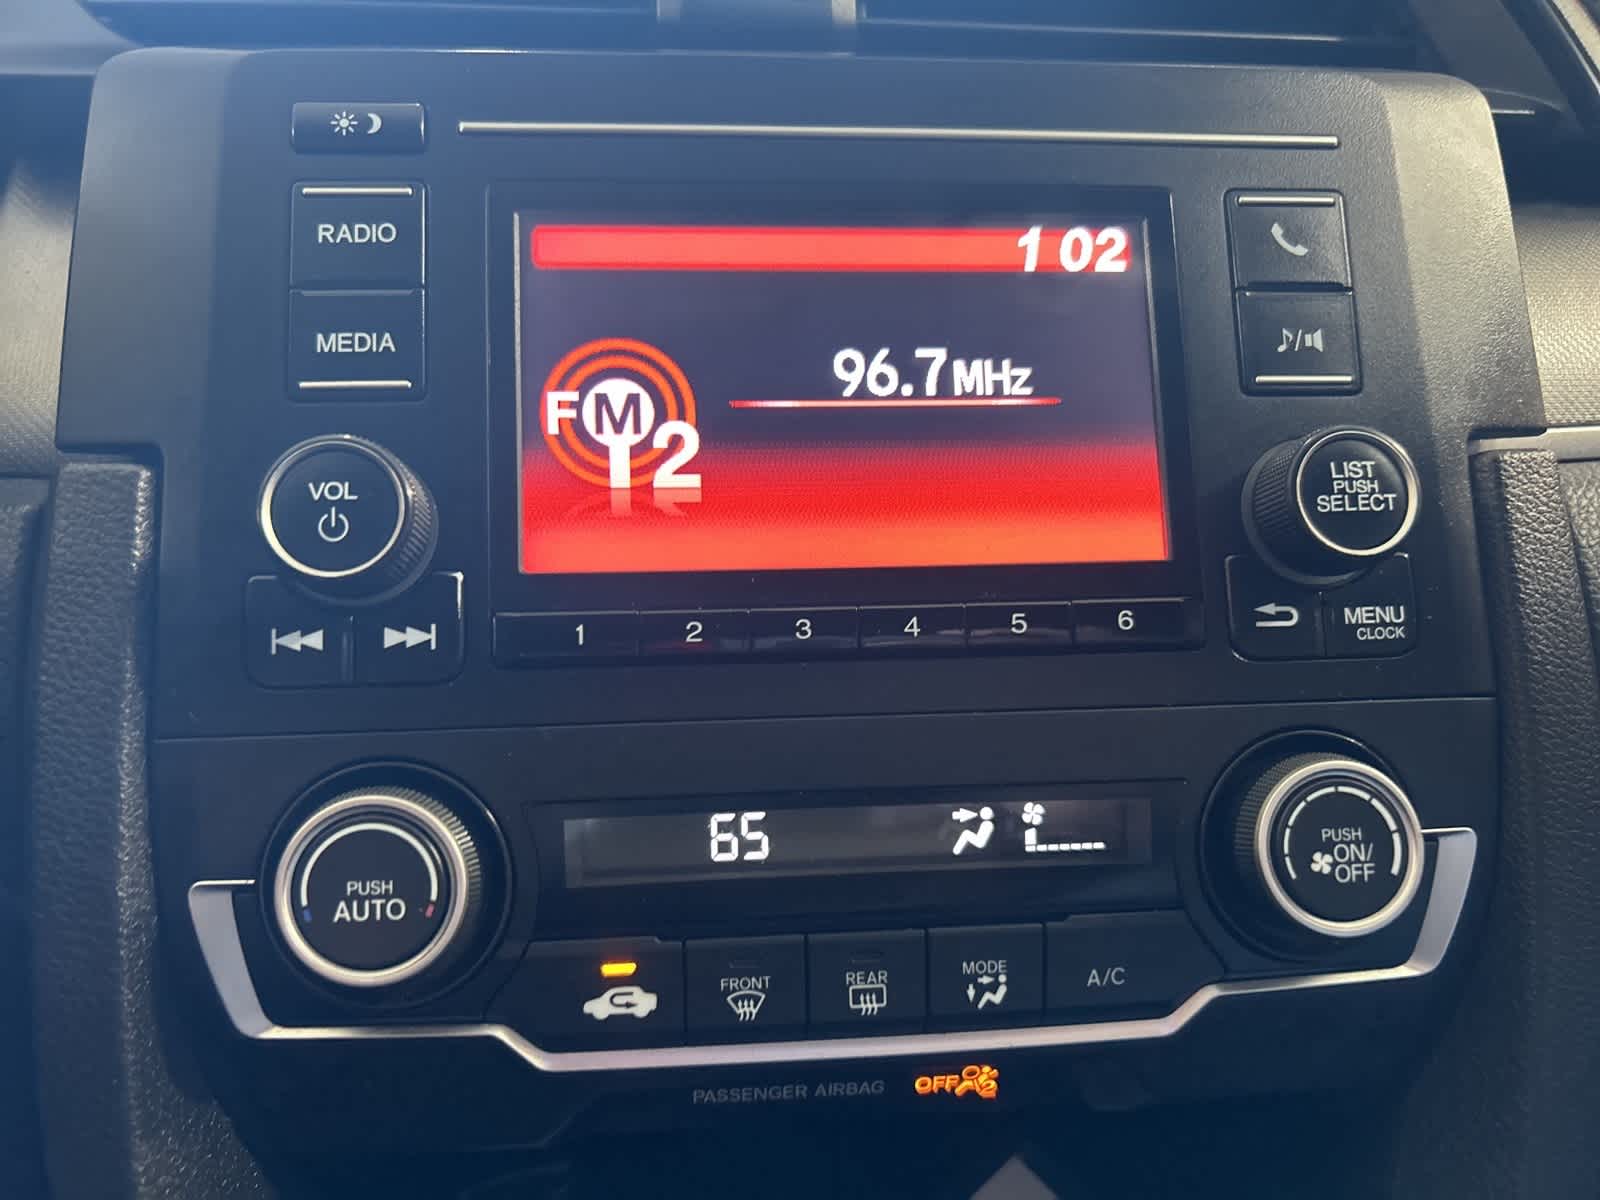 RADIO
MEDIA
VOL
1 02
96.7MHz
FM2
LIST
PUSH
SELECT
MENU
CLOCK
1 2 3 4 5 6
65
PUSH
AUTO
PUSH
ON/
OFF
FRONT
REAR
MODE
A/C
PASSENGER AIRBAG OFF 2